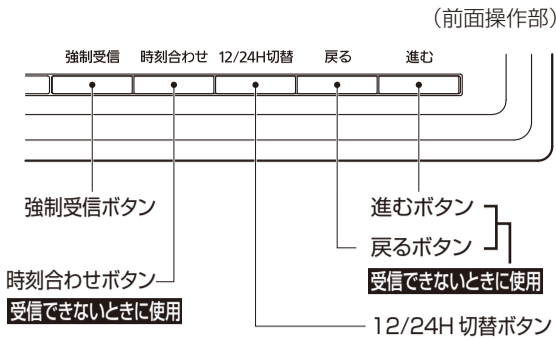 （前面操作部）
強制受信 時刻合わせ 12/24H切替 戻る 進む
強制受信ボタン
進むボタン
戻るボタン
受信できないときに使用
時刻合わせボタン
受信できないときに使用
12/24H 切替ボタン